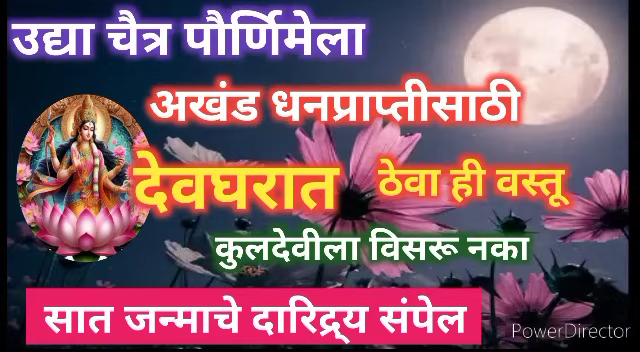 उद्या चैत्र पौर्णिमेला
अखंड धनप्राप्तीसाठी
देवघरात ठेवा ही वस्तू
कुलदेवीला विसरू नका
सात जन्माचे दारिद्र्य संपेल
PowerDirector